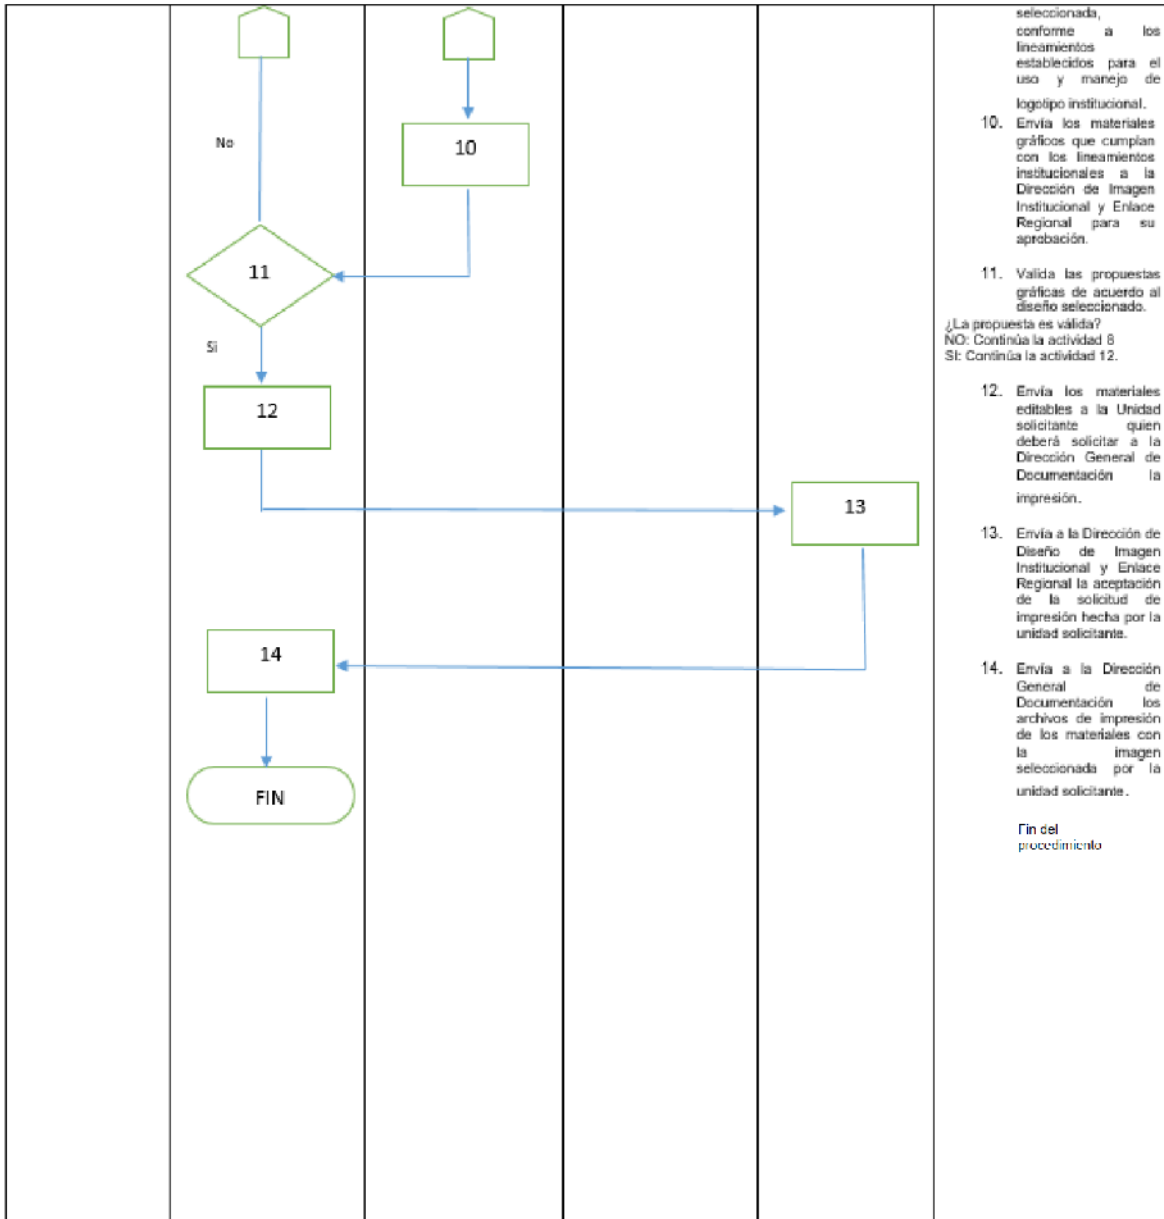 No
10
11
Si
12
13
14
FIN
seleccionada,
conforme a los
lineamientos
establecidos para el
uso y manejo de
logotipo institucional.
10. Envía los materiales
gráficos que cumplan
con los lineamientos
institucionales a la
Dirección de Imagen
Institucional y Enlace
Regional para su
aprobación.
11. Valida las propuestas
gráficas de acuerdo al
diseño seleccionado.
¿La propuesta es válida?
NO: Continúa la actividad 8
SI: Continúa la actividad 12.
12. Envía los materiales
editables a la Unidad
solicitante quien
deberá solicitar a la
Dirección General de
Documentación la
impresión.
13. Envía a la Dirección de
Diseño de Imagen
Institucional y Enlace
Regional la aceptación
de la solicitud de
impresión hecha por la
unidad solicitante.
14. Envía a la Dirección
General de
Documentación los
archivos de impresión
de los materiales con
la imagen
seleccionada por la
unidad solicitante.
Fin del
procedimiento